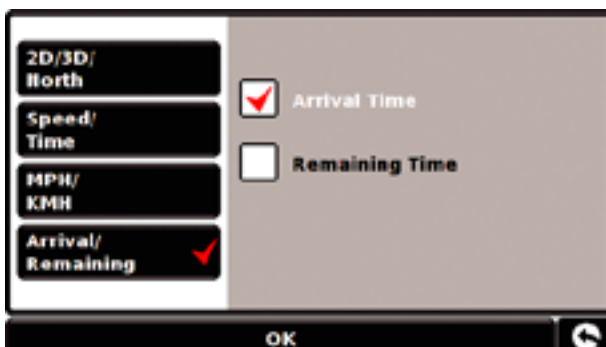 2D/3D/
North
Speed/
Time
MPH/
KMH
Arrival/
Remaining
Arrival Time
Remaining Time
OK